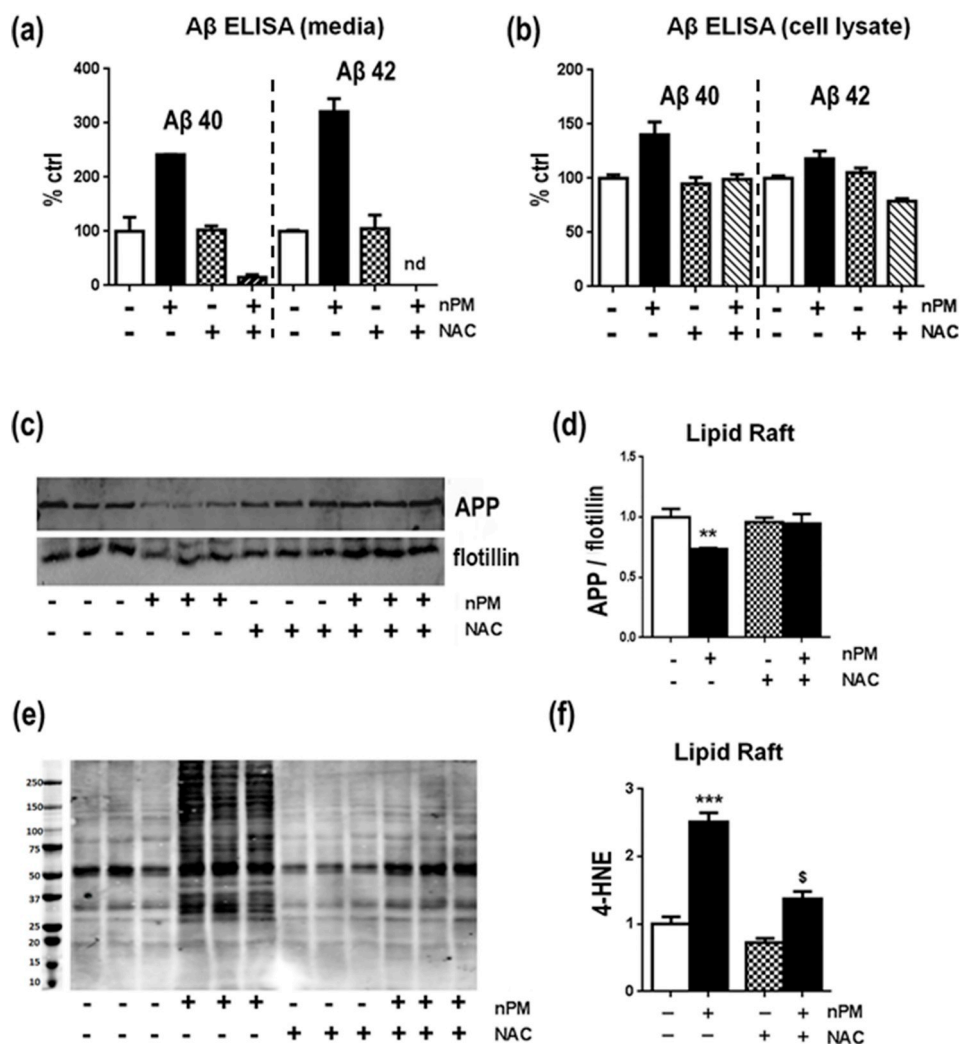 (a)
Aβ ELISA (media)
Aβ 40
Aβ 42
% ctrl
400
300
200
100
0
nd
- + - + - + - + nPM
- - + + - - + + NAC
(b)
Aβ ELISA (cell lysate)
Aβ 40
Aβ 42
% ctrl
200
150
100
50
0
- + - + - + - + nPM
- - + + - - + + NAC
(c)
APP
flotillin
- - - + + + - - - + + + nPM
- - - - - - + + + + + + NAC
(d)
Lipid Raft
APP / flotillin
1.5
1.0
0.5
0.0
**
- + - + nPM
- - + + NAC
(e)
250
150
100
75
50
37
25
20
15
10
- - - + + + - - - + + + nPM
- - - - - - + + + + + + NAC
(f)
Lipid Raft
4-HNE
3
2
1
0
***
$
- + - + nPM
- - + + NAC